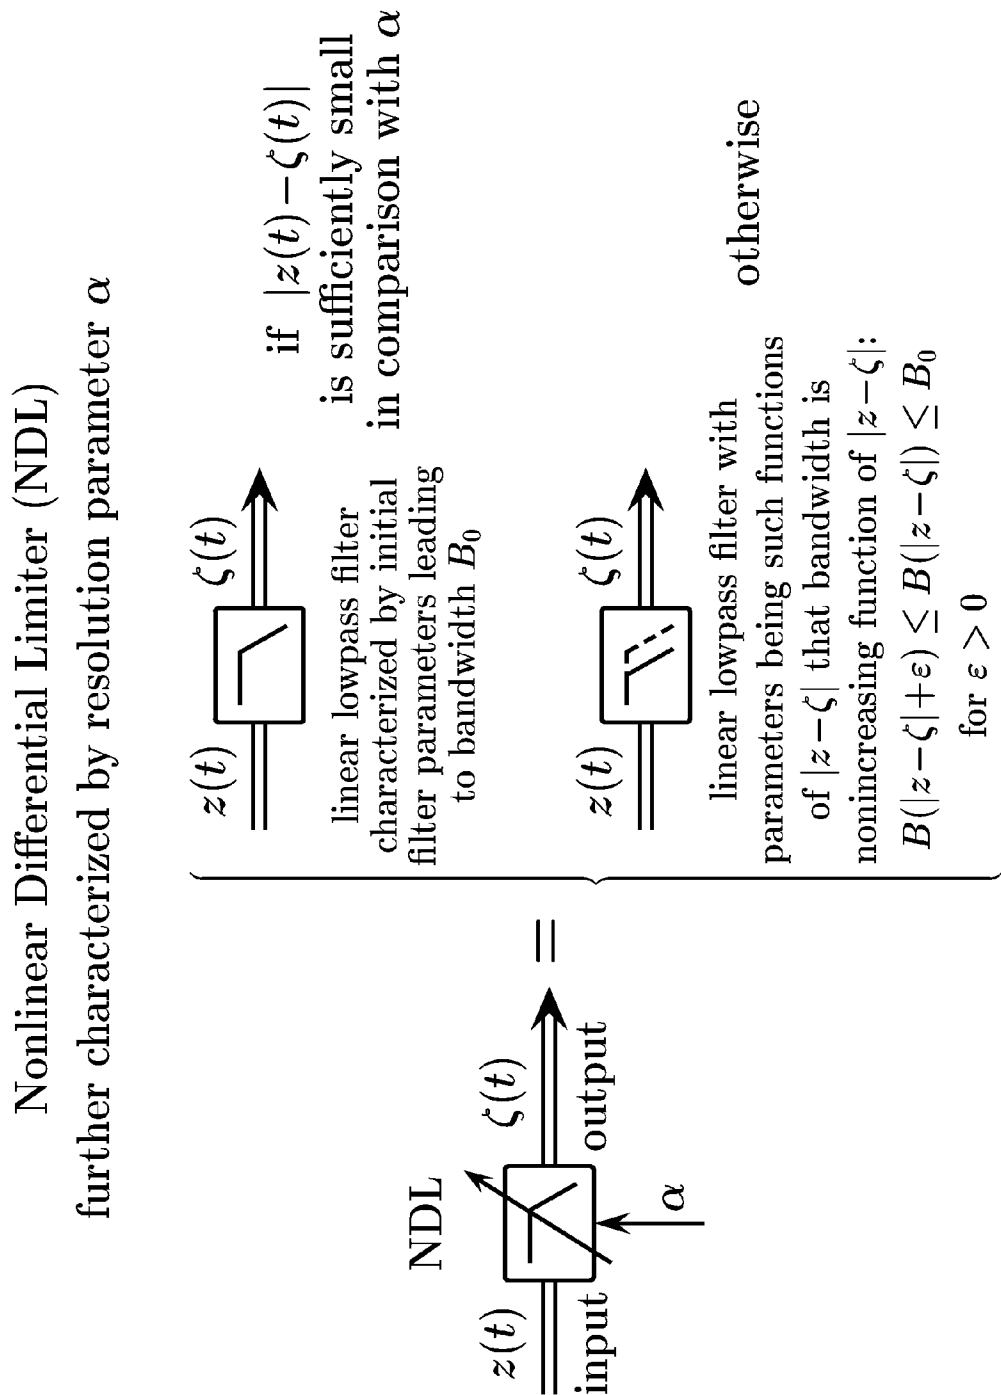 Nonlinear Differential Limiter (NDL)
further characterized by resolution parameter α
NDL
z(t)
ζ(t)
input
output
α
=
z(t)
ζ(t)
linear lowpass filter
characterized by initial
filter parameters leading
to bandwidth B₀
if |z(t)−ζ(t)|
is sufficiently small
in comparison with α
z(t)
ζ(t)
linear lowpass filter with
parameters being such functions
of |z−ζ| that bandwidth is
nonincreasing function of |z−ζ|:
B(|z−ζ|+ε) ≤ B(|z−ζ|) ≤ B₀
for ε > 0
otherwise